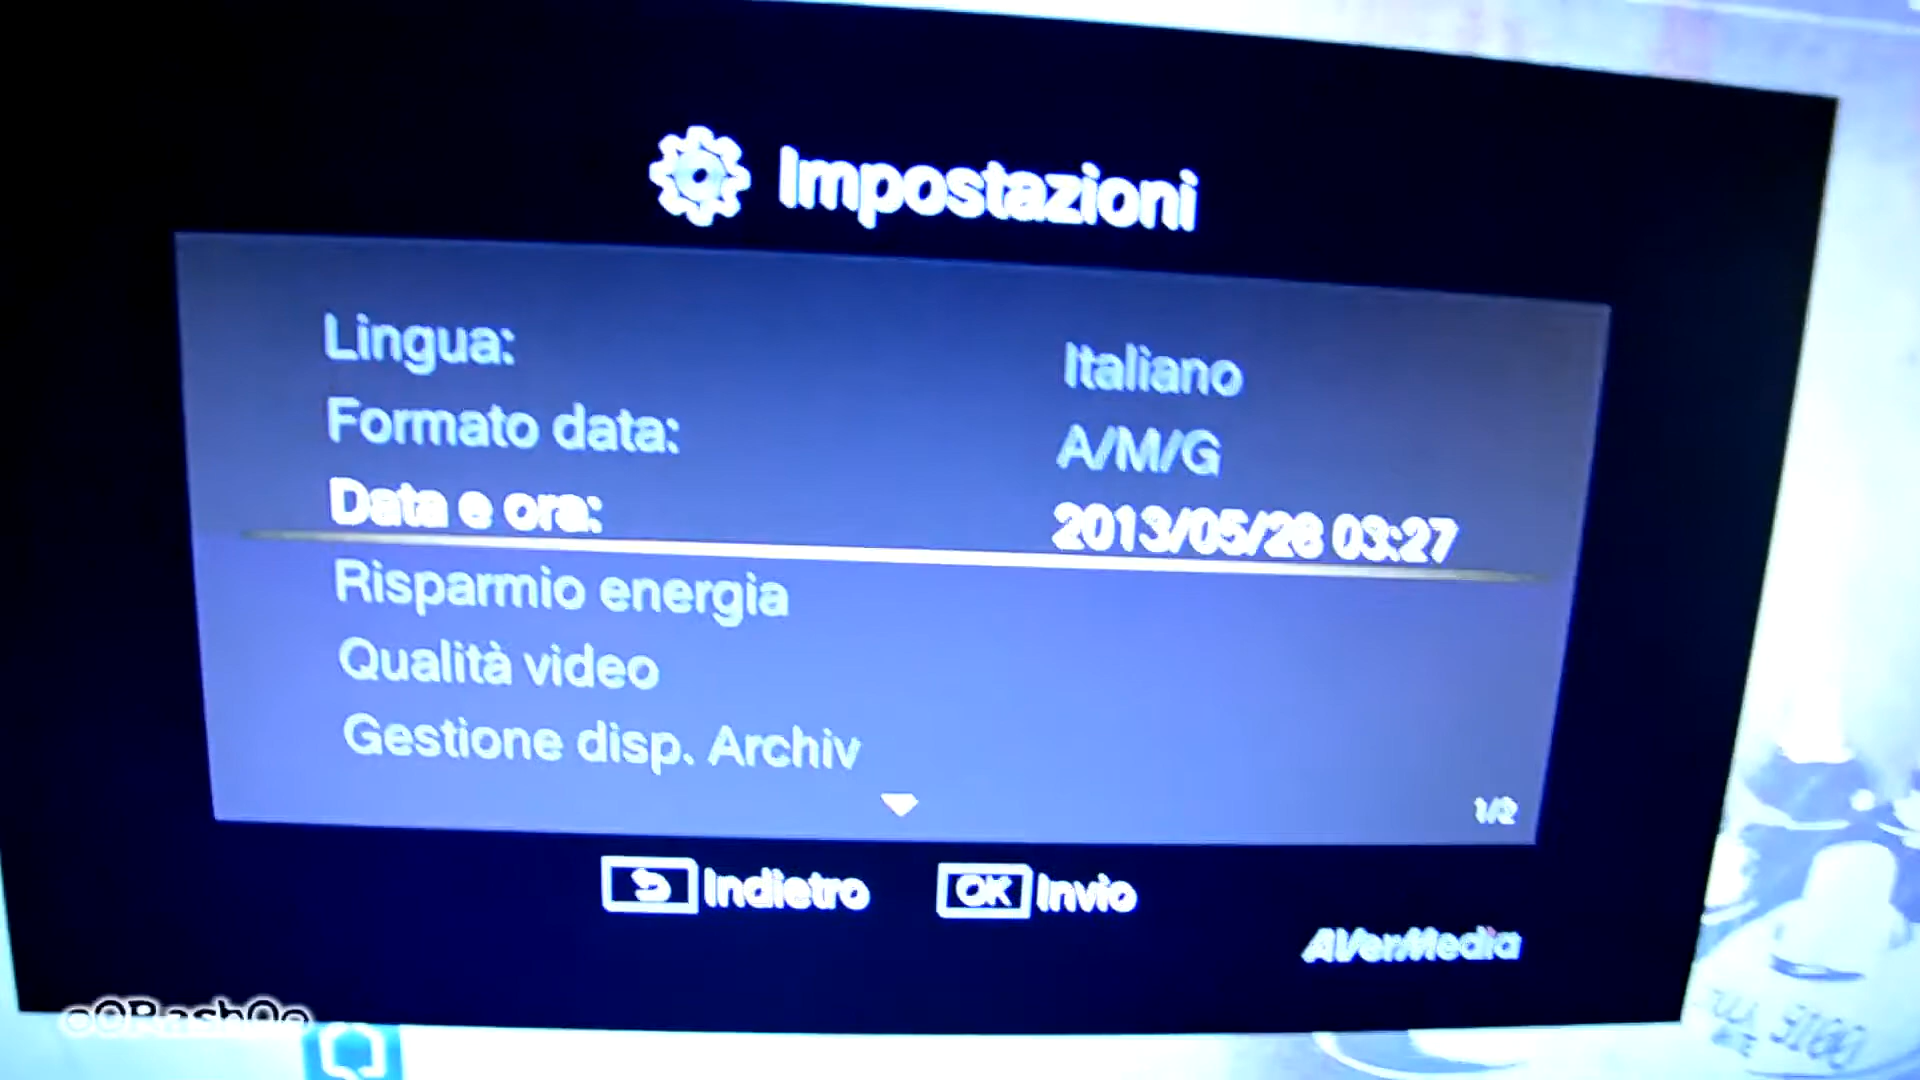 Impostazioni
Lingua: Italiano
Formato data: A/M/G
Data e ora: 2013/05/28 03:27
Risparmio energia
Qualità video
Gestione disp. Archiv
1/2
Indietro OK Invio
AVerMedia